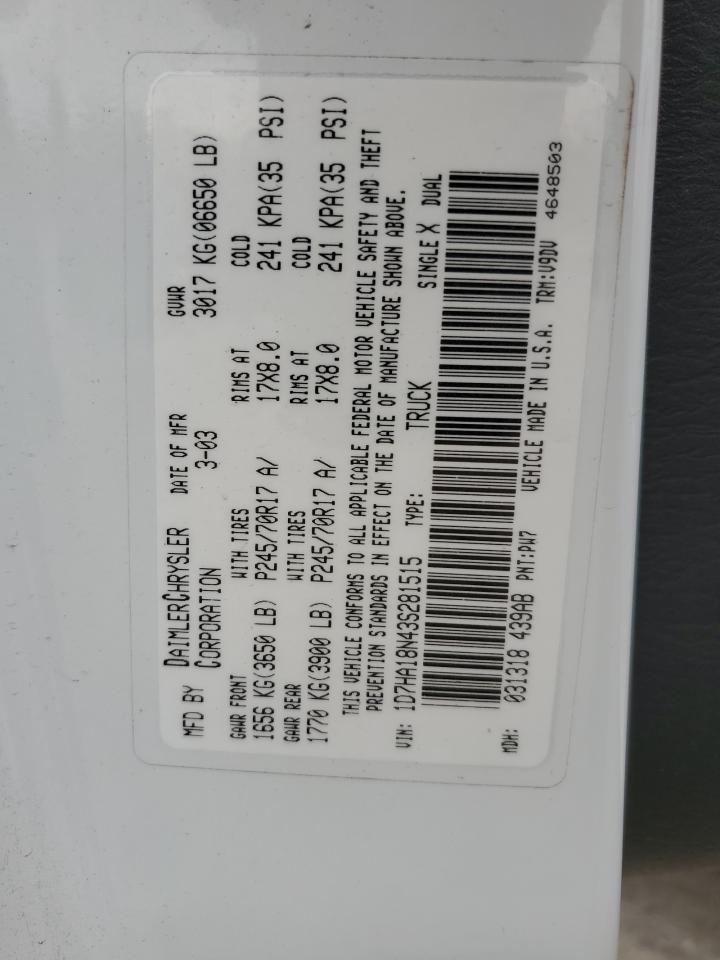 MFD BY DAIMLERCHRYSLER CORPORATION DATE OF MFR 3-03 GVWR 3017 KG(06650 LB)
GAWR FRONT WITH TIRES RIMS AT COLD
1656 KG(3650 LB) P245/70R17 A/ 17X8.0 241 KPA(35 PSI)
GAWR REAR WITH TIRES RIMS AT COLD
1770 KG(3900 LB) P245/70R17 A/ 17X8.0 241 KPA(35 PSI)
THIS VEHICLE CONFORMS TO ALL APPLICABLE FEDERAL MOTOR VEHICLE SAFETY AND THEFT
PREVENTION STANDARDS IN EFFECT ON THE DATE OF MANUFACTURE SHOWN ABOVE.
VIN: 1D7HA18N43S281515 TYPE: TRUCK SINGLE X DUAL
MDH: 031318 439AB PNT:PW7 VEHICLE MADE IN U.S.A. TRM:V9DV 4648503